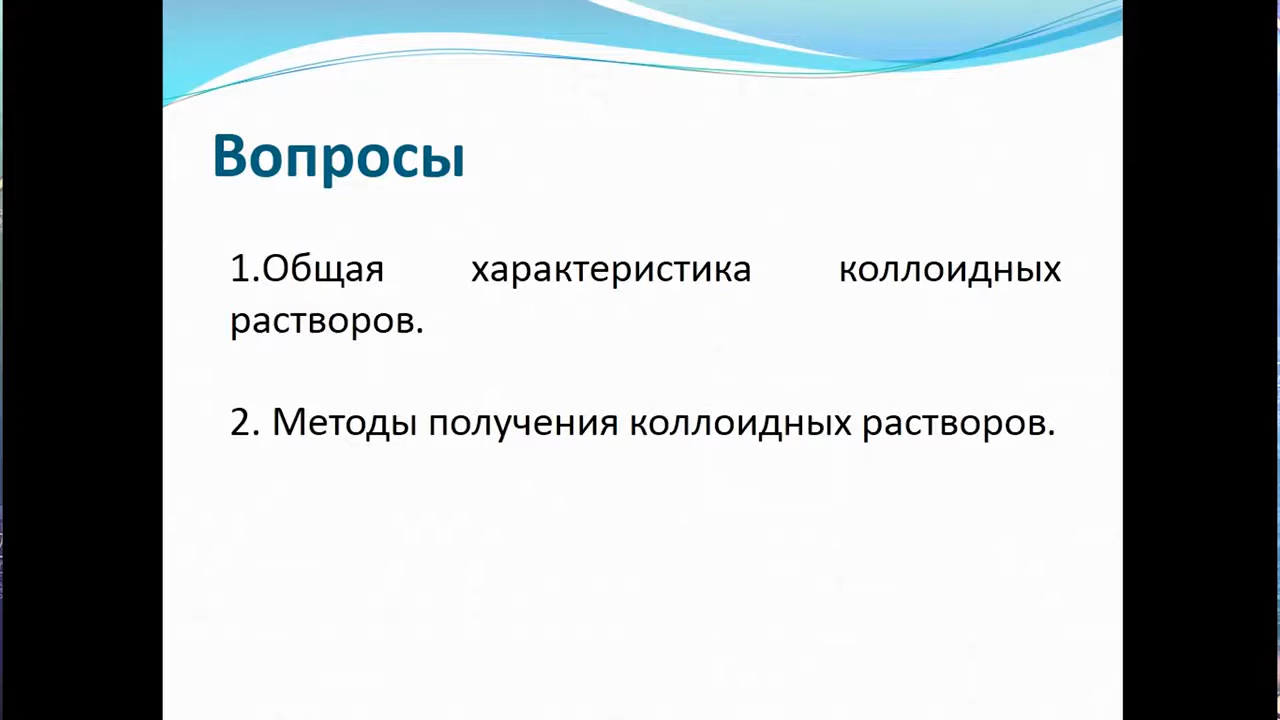 Вопросы
1.Общая характеристика коллоидных
растворов.
2. Методы получения коллоидных растворов.